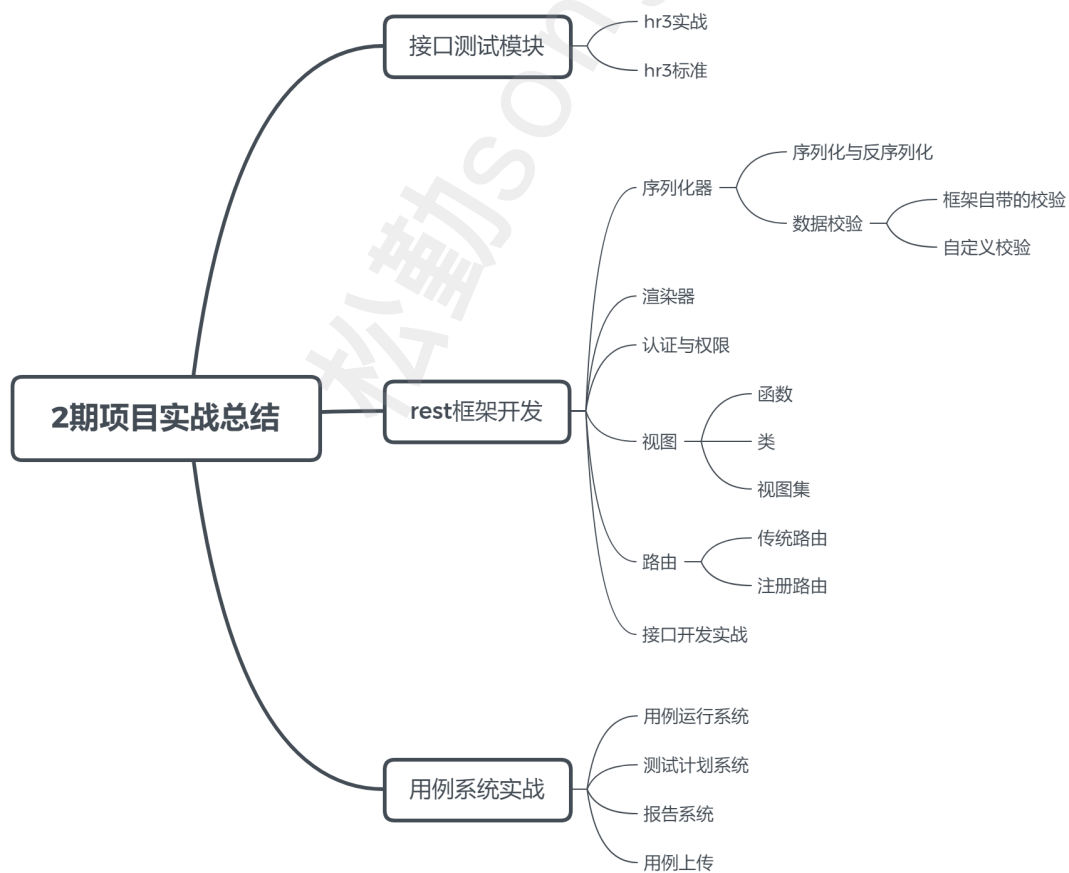 2期项目实战总结
接口测试模块
hr3实战
hr3标准
rest框架开发
序列化器
序列化与反序列化
数据校验
框架自带的校验
自定义校验
渲染器
认证与权限
视图
函数
类
视图集
路由
传统路由
注册路由
接口开发实战
用例系统实战
用例运行系统
测试计划系统
报告系统
用例上传
松勤son